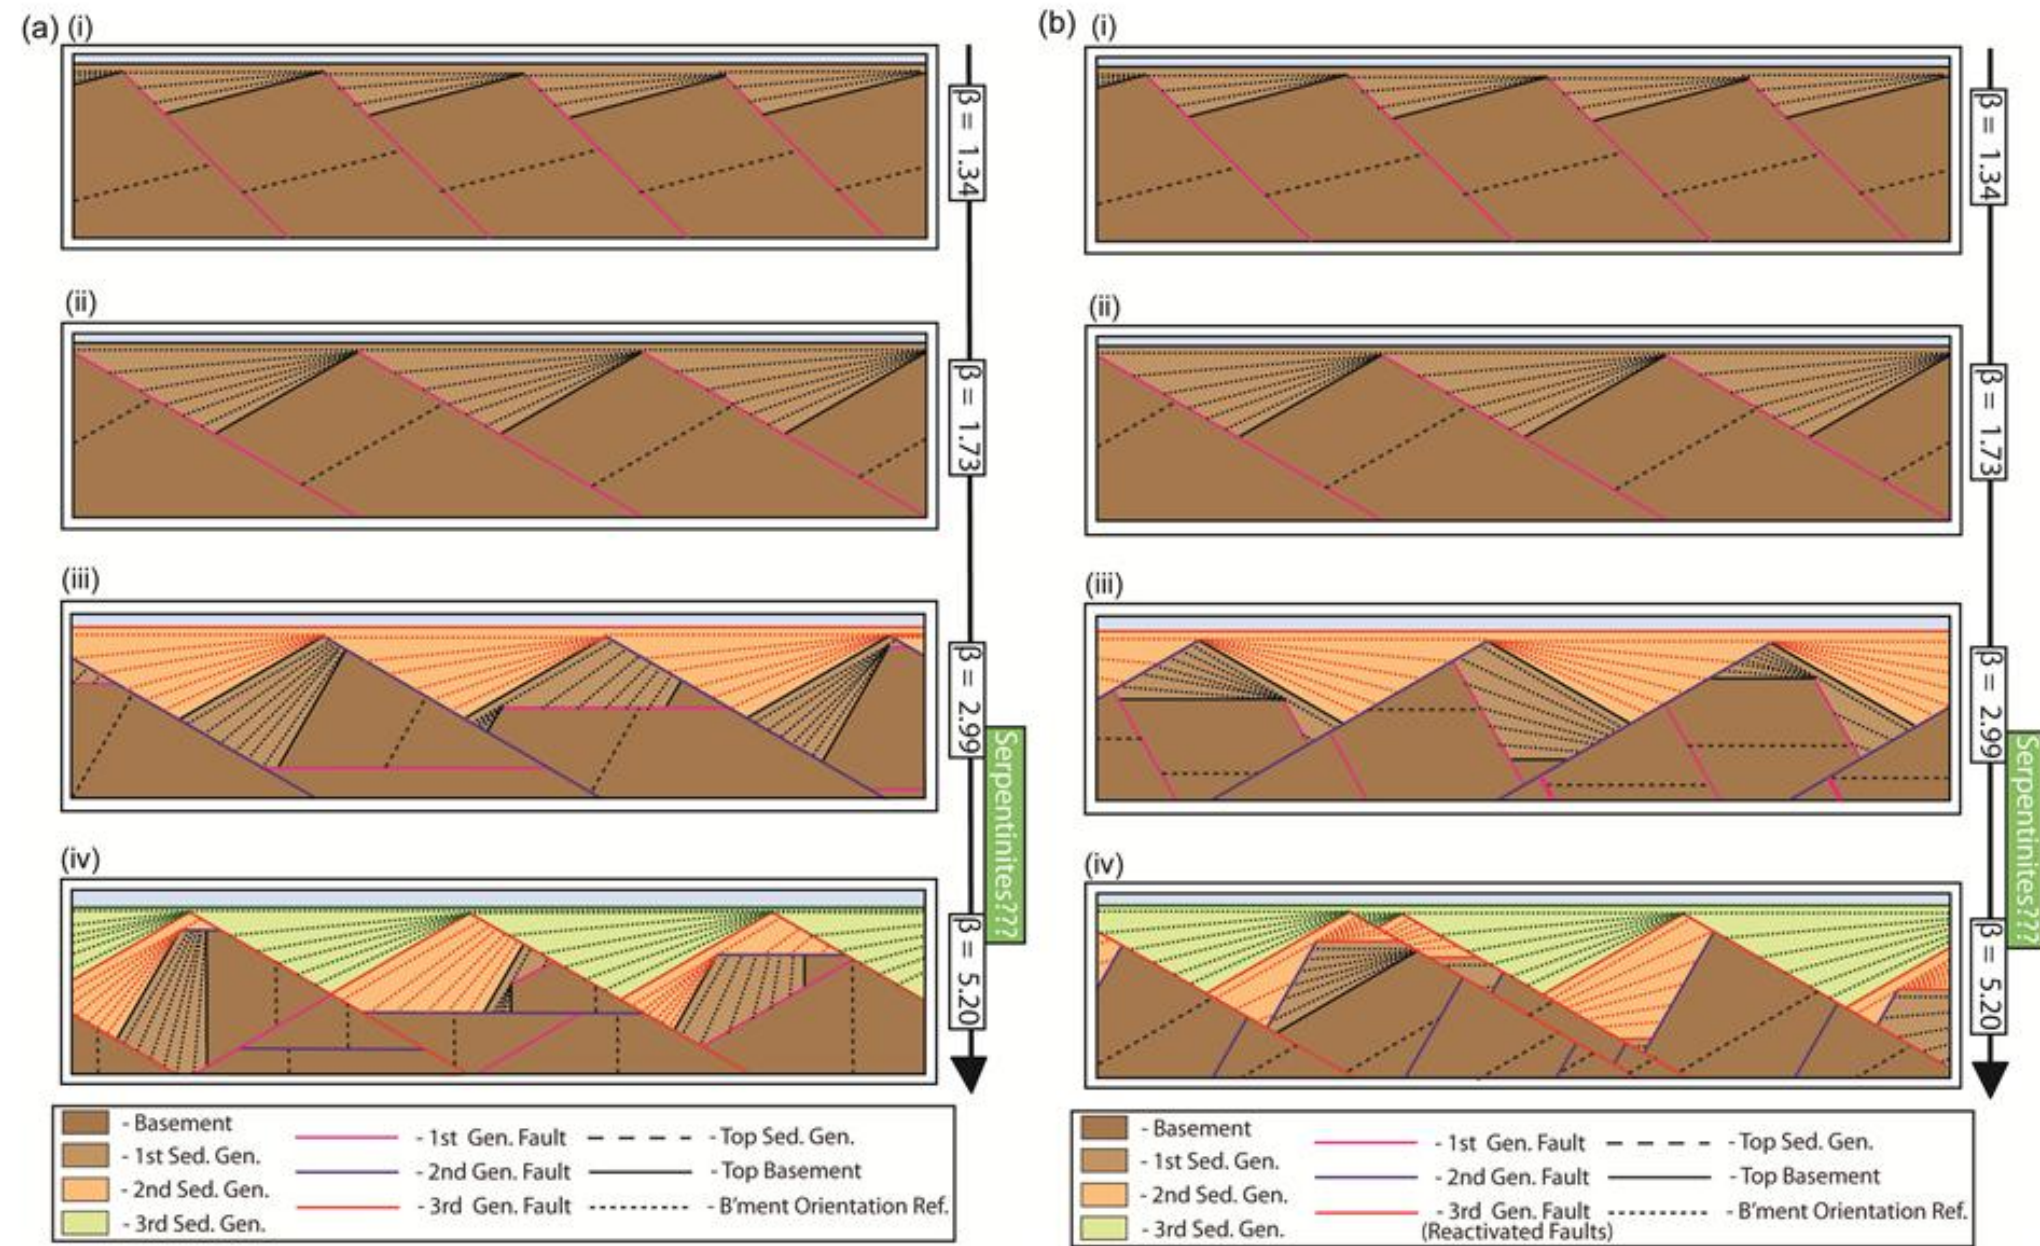 (a) (i)
β = 1.34
(ii)
β = 1.73
(iii)
β = 2.99
Serpentinites???
(iv)
β = 5.20
- Basement
- 1st Sed. Gen.
- 2nd Sed. Gen.
- 3rd Sed. Gen.
- 1st Gen. Fault
- 2nd Gen. Fault
- 3rd Gen. Fault
- Top Sed. Gen.
- Top Basement
- B'ment Orientation Ref.
(b) (i)
β = 1.34
(ii)
β = 1.73
(iii)
β = 2.99
Serpentinites???
(iv)
β = 5.20
- Basement
- 1st Sed. Gen.
- 2nd Sed. Gen.
- 3rd Sed. Gen.
- 1st Gen. Fault
- 2nd Gen. Fault
- 3rd Gen. Fault
(Reactivated Faults)
- Top Sed. Gen.
- Top Basement
- B'ment Orientation Ref.